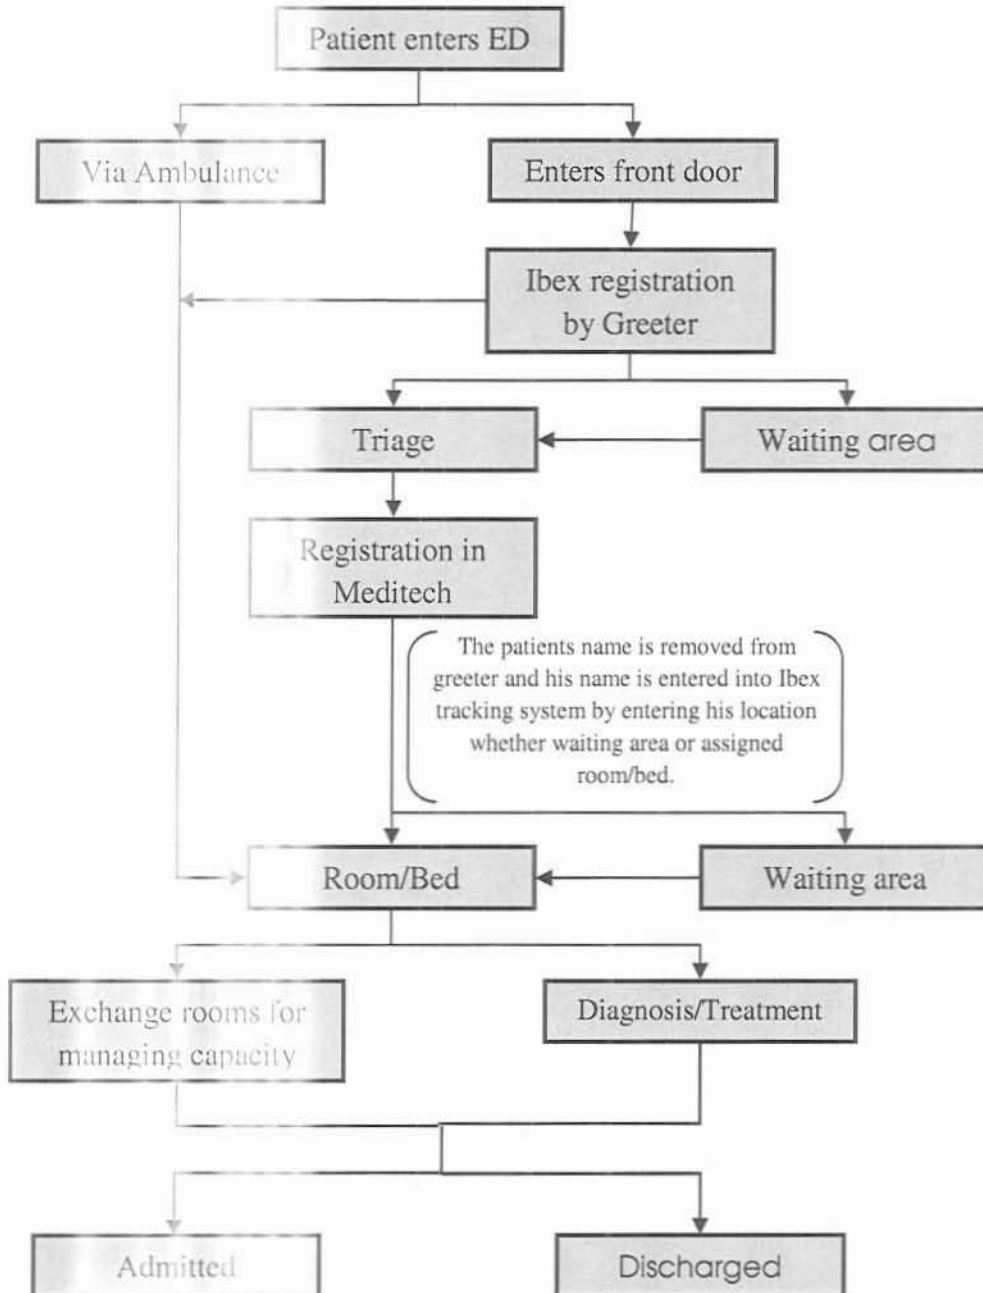 Patient enters ED
Via Ambulance
Enters front door
Ibex registration
by Greeter
Triage
Waiting area
Registration in
Meditech
The patients name is removed from
greeter and his name is entered into Ibex
tracking system by entering his location
whether waiting area or assigned
room/bed.
Room/Bed
Waiting area
Exchange rooms for
managing capacity
Diagnosis/Treatment
Admitted
Discharged